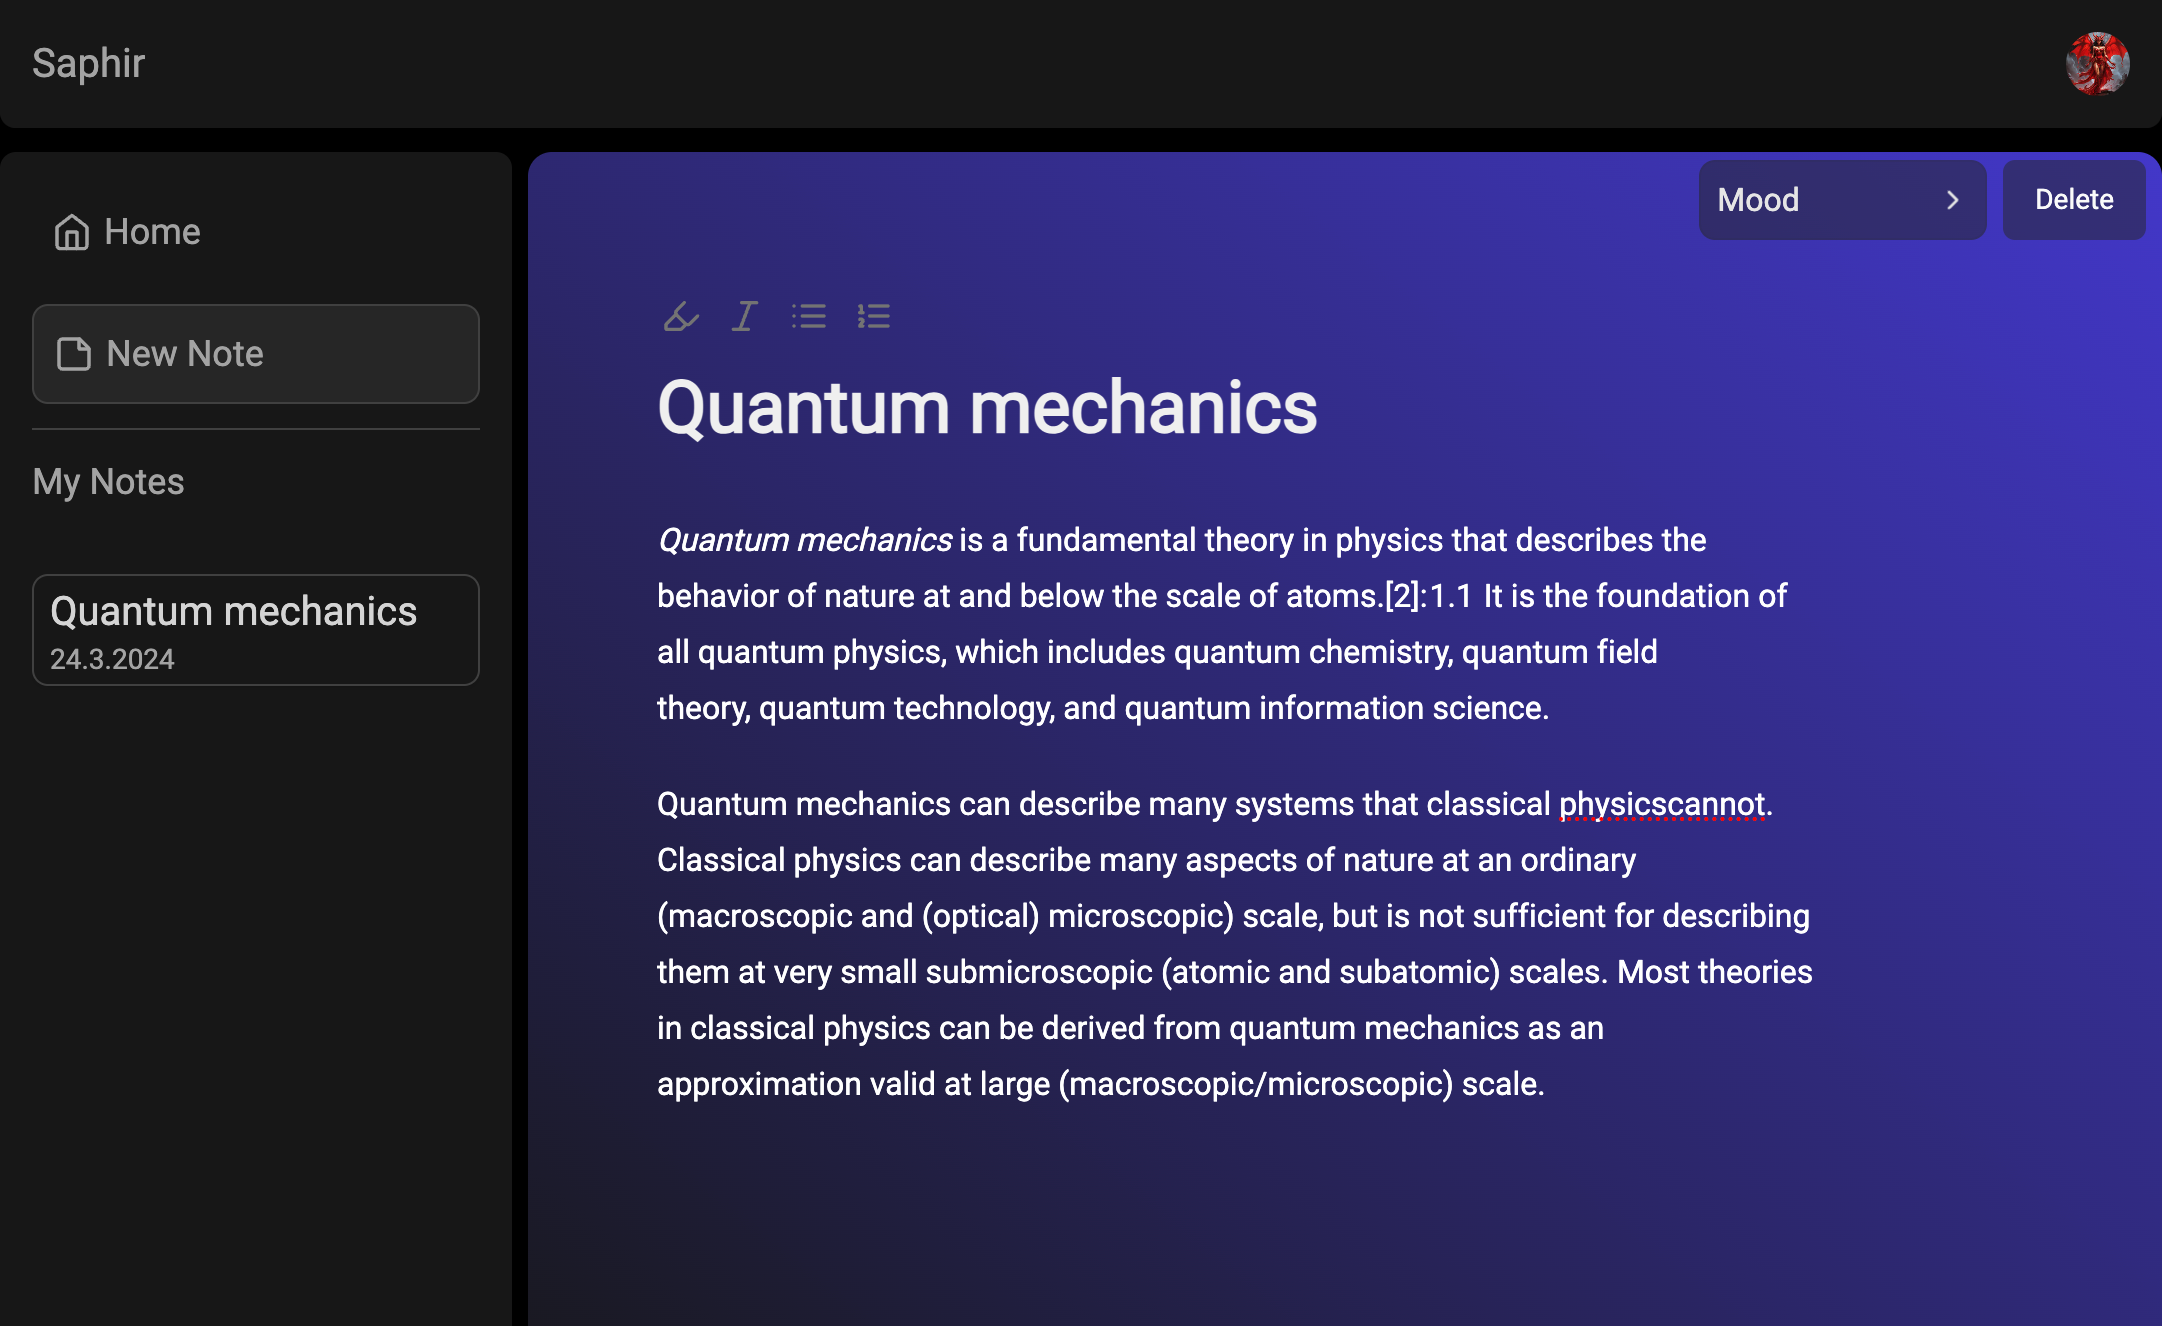 Saphir
Home
New Note
My Notes
Quantum mechanics
24.3.2024
Mood
Delete
Quantum mechanics
Quantum mechanics is a fundamental theory in physics that describes the
behavior of nature at and below the scale of atoms.[2]:1.1 It is the foundation of
all quantum physics, which includes quantum chemistry, quantum field
theory, quantum technology, and quantum information science.
Quantum mechanics can describe many systems that classical physicscannot.
Classical physics can describe many aspects of nature at an ordinary
(macroscopic and (optical) microscopic) scale, but is not sufficient for describing
them at very small submicroscopic (atomic and subatomic) scales. Most theories
in classical physics can be derived from quantum mechanics as an
approximation valid at large (macroscopic/microscopic) scale.